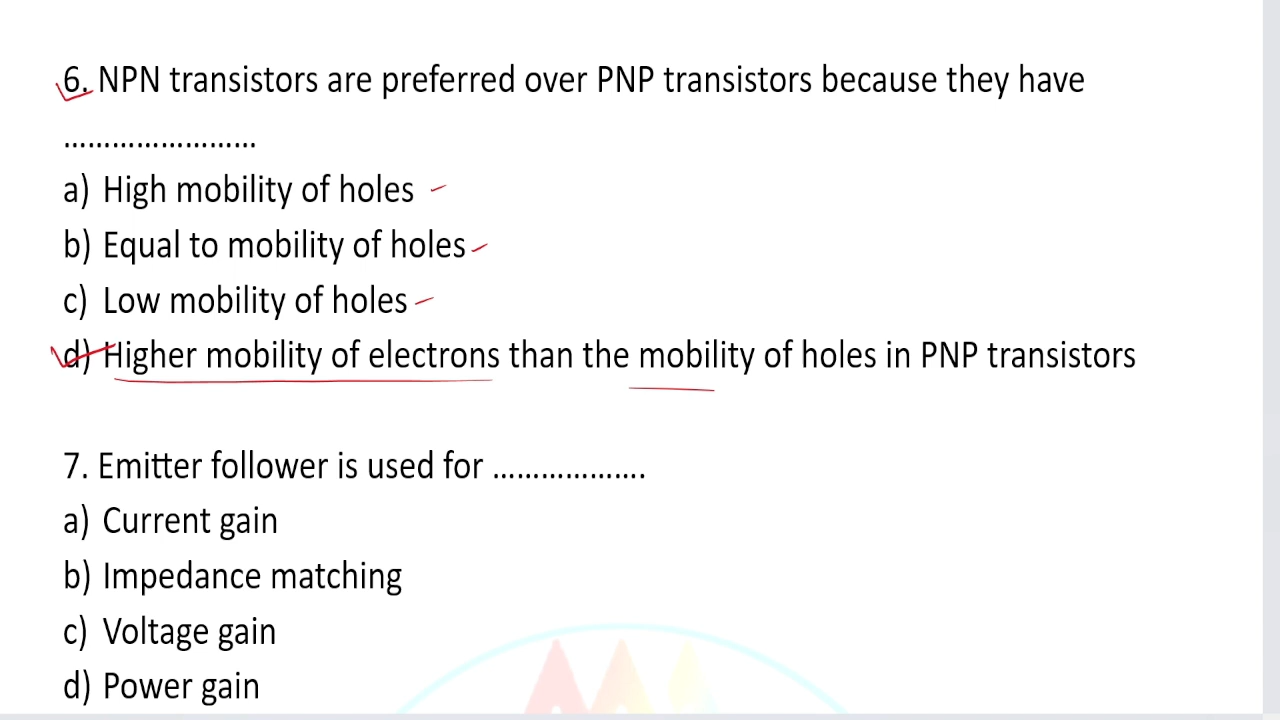 6. NPN transistors are preferred over PNP transistors because they have
........................
a) High mobility of holes
b) Equal to mobility of holes
c) Low mobility of holes
d) Higher mobility of electrons than the mobility of holes in PNP transistors
7. Emitter follower is used for ...................
a) Current gain
b) Impedance matching
c) Voltage gain
d) Power gain